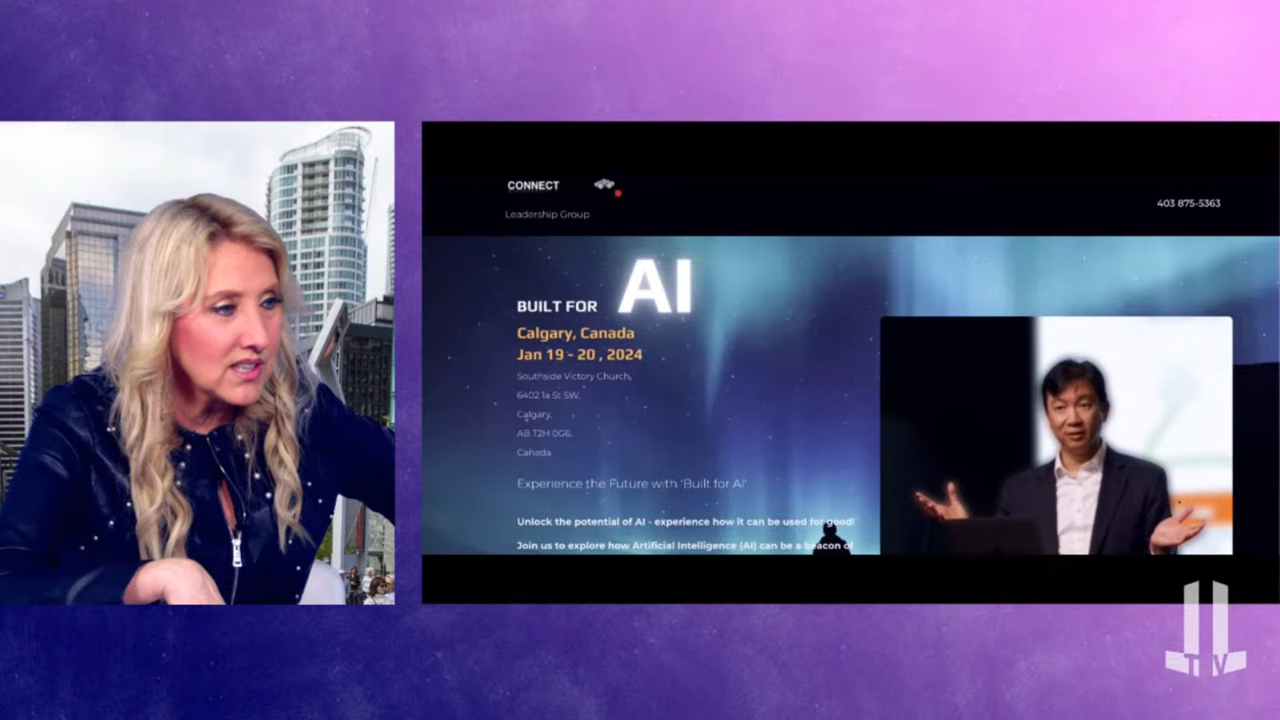 CONNECT
Leadership Group
403 875-5363
BUILT FOR AI
Calgary, Canada
Jan 19 - 20 , 2024
Southside Victory Church,
6402 1a St SW,
Calgary,
AB T2H 0G6,
Canada
Experience the Future with 'Built for AI'
Unlock the potential of AI - experience how it can be used for good!
Join us to explore how Artificial Intelligence (AI) can be a beacon of
TV